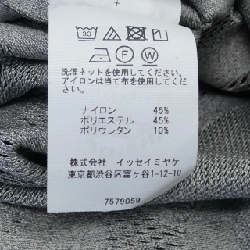 洗濯ネットを使用してください。
アイロンは当て布を使用してください。
ナイロン 45%
ポリエステル 45%
ポリウレタン 10%
株式会社 イッセイミヤケ
東京都渋谷区富ヶ谷1-12-10
7579059